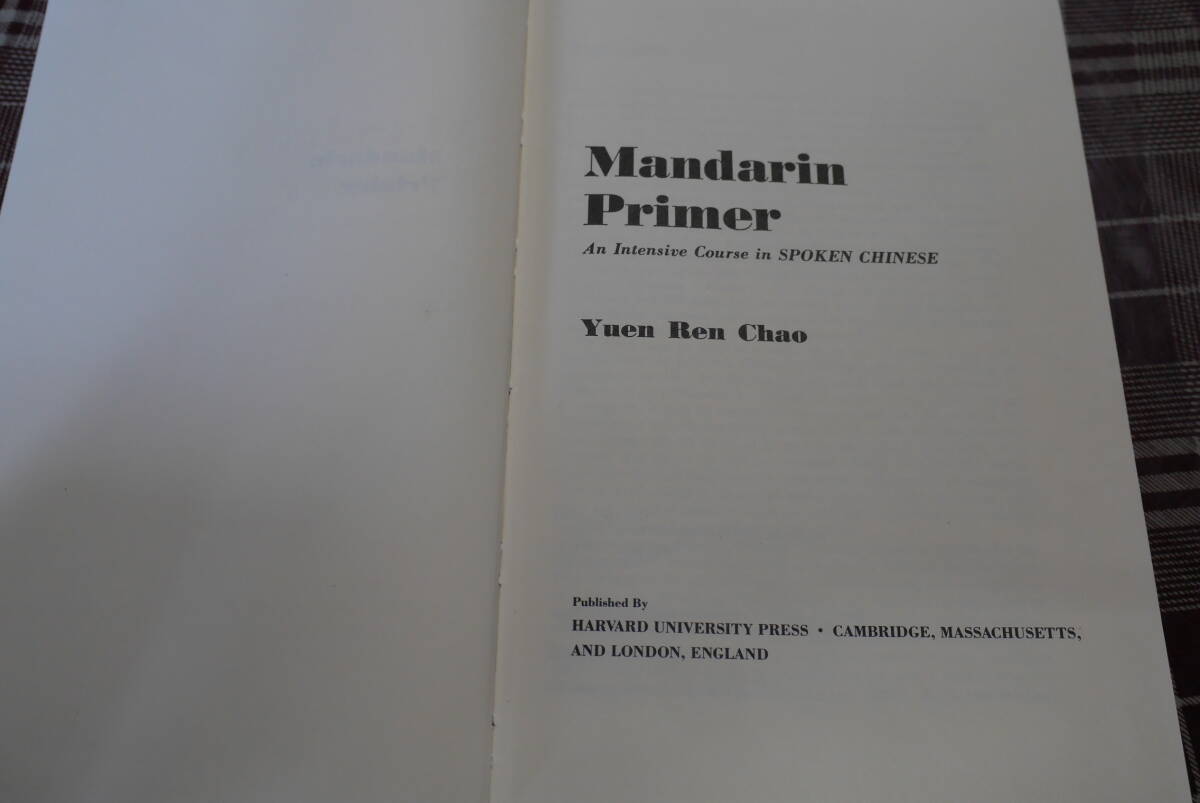 Mandarin
Primer
An Intensive Course in SPOKEN CHINESE
Yuen Ren Chao
Published By
HARVARD UNIVERSITY PRESS • CAMBRIDGE, MASSACHUSETTS,
AND LONDON, ENGLAND